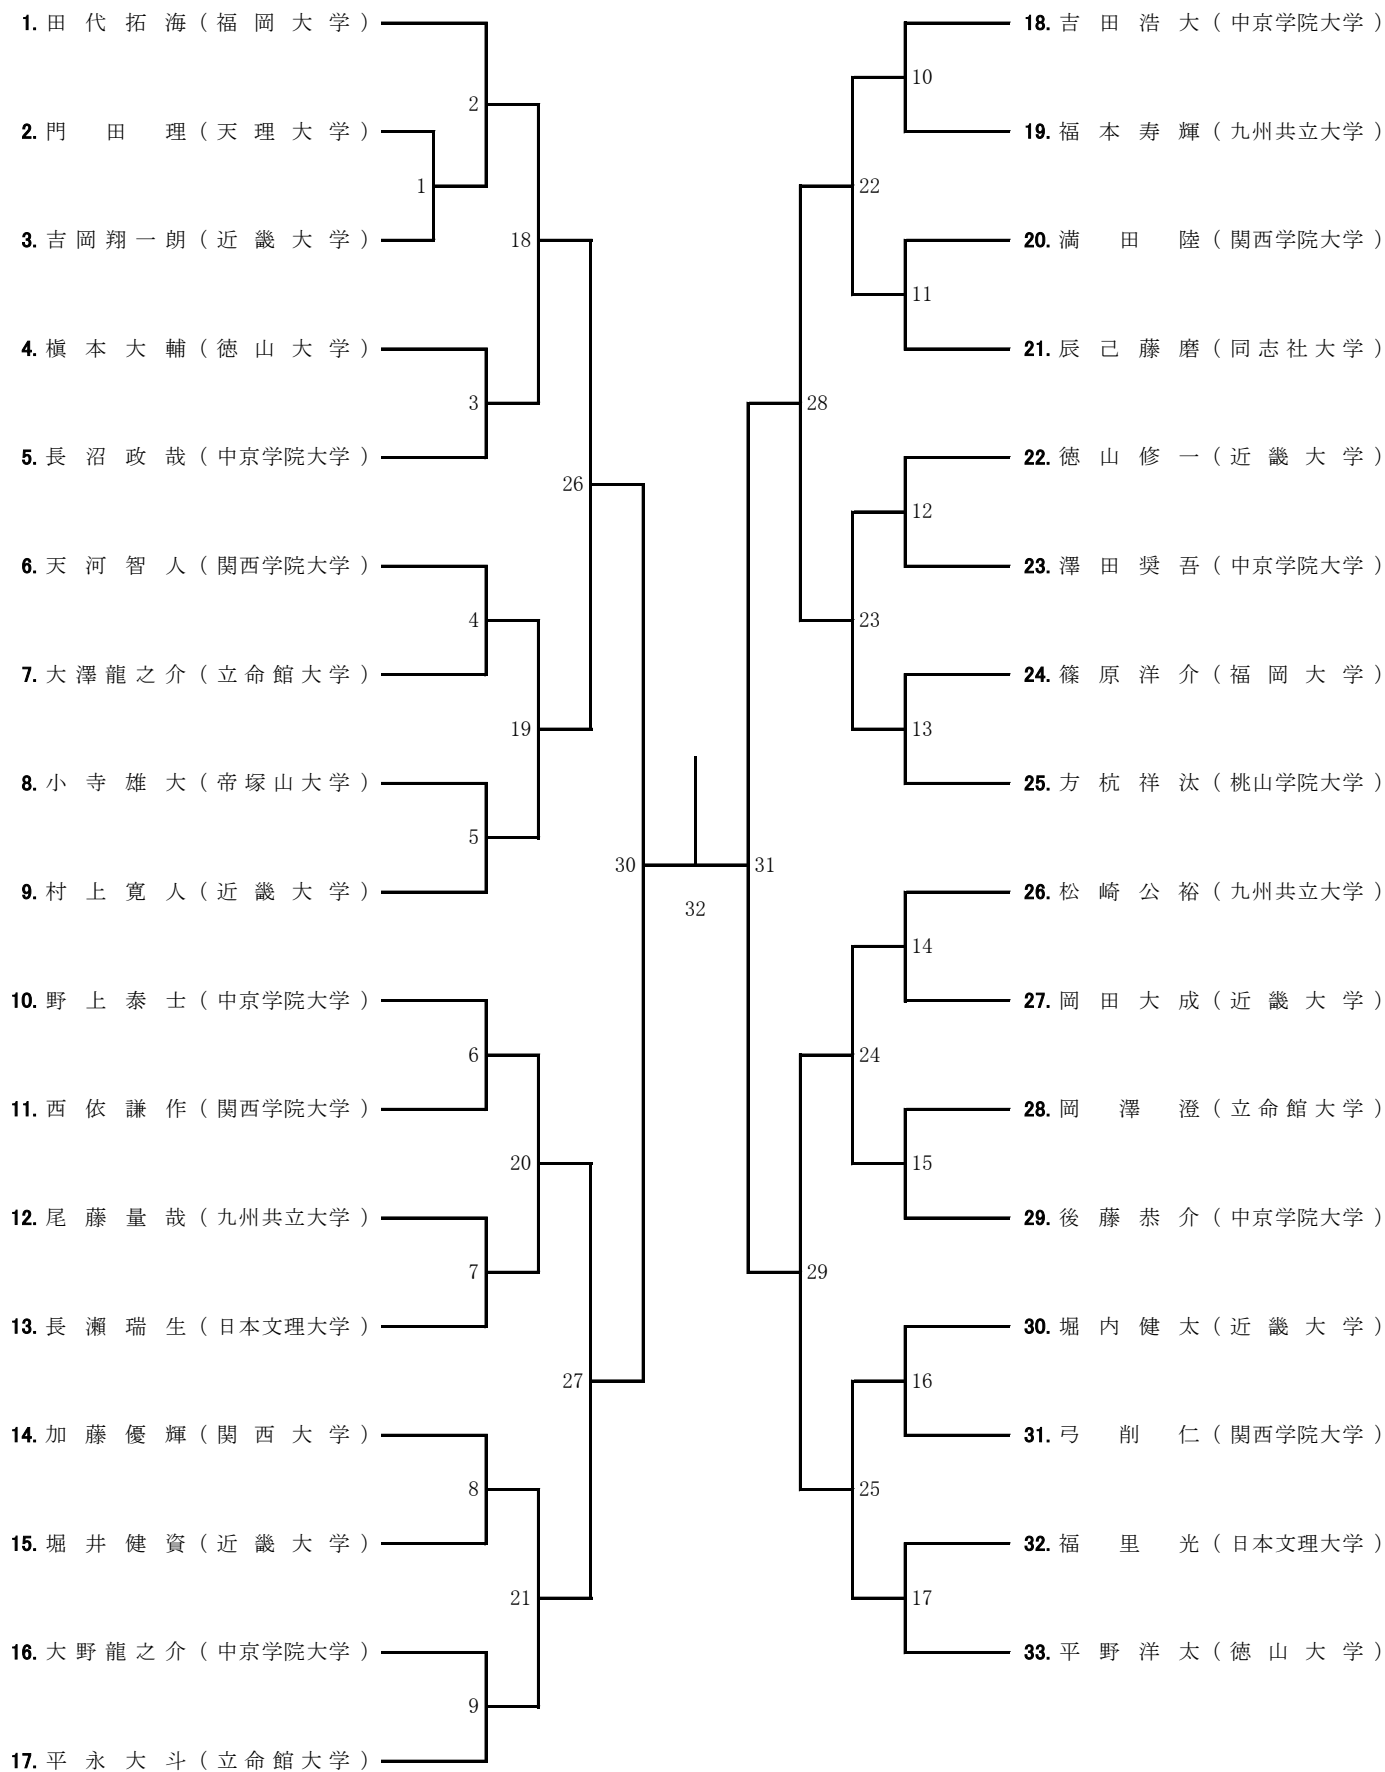 1. 田代拓海（福岡大学）
2. 門田理（天理大学）
3. 吉岡翔一朗（近畿大学）
4. 槇本大輔（徳山大学）
5. 長沼政哉（中京学院大学）
6. 天河智人（関西学院大学）
7. 大澤龍之介（立命館大学）
8. 小寺雄大（帝塚山大学）
9. 村上寛人（近畿大学）
10. 野上泰士（中京学院大学）
11. 西依謙作（関西学院大学）
12. 尾藤量哉（九州共立大学）
13. 長瀬瑞生（日本文理大学）
14. 加藤優輝（関西大学）
15. 堀井健資（近畿大学）
16. 大野龍之介（中京学院大学）
17. 平永大斗（立命館大学）
2
1
18
3
26
4
19
5
30
6
20
7
27
8
21
9
32
10
22
11
28
12
23
13
31
14
24
15
29
16
25
17
18. 吉田浩大（中京学院大学）
19. 福本寿輝（九州共立大学）
20. 満田陸（関西学院大学）
21. 辰己藤磨（同志社大学）
22. 徳山修一（近畿大学）
23. 澤田奨吾（中京学院大学）
24. 篠原洋介（福岡大学）
25. 方杭祥汰（桃山学院大学）
26. 松崎公裕（九州共立大学）
27. 岡田大成（近畿大学）
28. 岡澤澄（立命館大学）
29. 後藤恭介（中京学院大学）
30. 堀内健太（近畿大学）
31. 弓削仁（関西学院大学）
32. 福里光（日本文理大学）
33. 平野洋太（徳山大学）